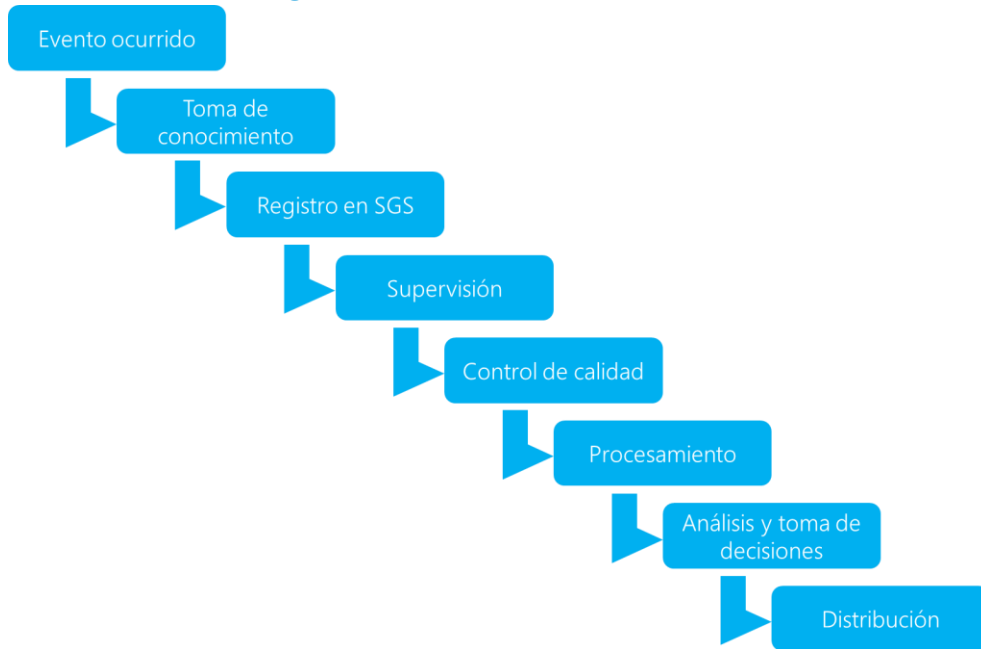 Evento ocurrido
Toma de
conocimiento
Registro en SGS
Supervisión
Control de calidad
Procesamiento
Análisis y toma de
decisiones
Distribución